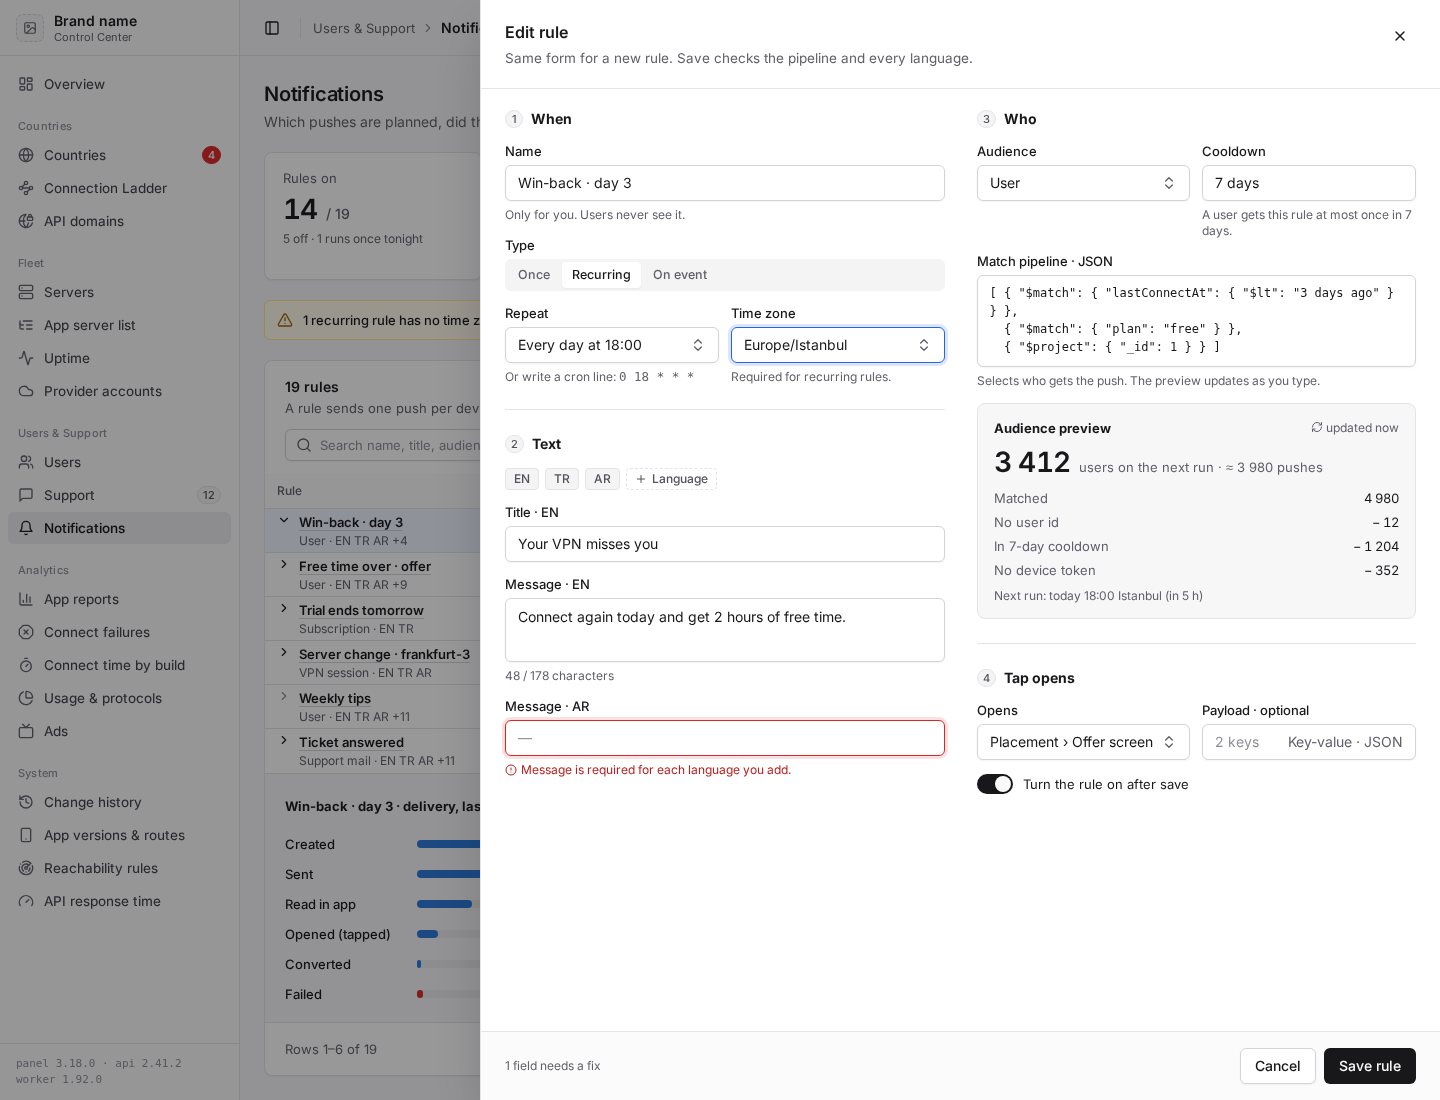 Brand name
Control Center
Overview
Countries
Countries
4
Connection Ladder
API domains
Fleet
Servers
App server list
Uptime
Provider accounts
Users & Support
Users
Support
12
Notifications
Analytics
App reports
Connect failures
Connect time by build
Usage & protocols
Ads
System
Change history
App versions & routes
Reachability rules
API response time
panel 3.18.0 · api 2.41.2
worker 1.92.0
Users & Support › Notifi
Notifications
Which pushes are planned, did th
Rules on
14 / 19
5 off · 1 runs once tonight
1 recurring rule has no time z
19 rules
A rule sends one push per dev
Search name, title, audien
Rule
Win-back · day 3
User · EN TR AR +4
Free time over · offer
User · EN TR AR +9
Trial ends tomorrow
Subscription · EN TR
Server change · frankfurt-3
VPN session · EN TR AR
Weekly tips
User · EN TR AR +11
Ticket answered
Support mail · EN TR AR +11
Win-back · day 3 · delivery, las
Created
Sent
Read in app
Opened (tapped)
Converted
Failed
Rows 1–6 of 19
Edit rule
Same form for a new rule. Save checks the pipeline and every language.
1 When
Name
Win-back · day 3
Only for you. Users never see it.
Type
Once Recurring On event
Repeat
Every day at 18:00
Or write a cron line: 0 18 * * *
Time zone
Europe/Istanbul
Required for recurring rules.
2 Text
EN TR AR + Language
Title · EN
Your VPN misses you
Message · EN
Connect again today and get 2 hours of free time.
48 / 178 characters
Message · AR
—
Message is required for each language you add.
3 Who
Audience
User
Cooldown
7 days
A user gets this rule at most once in 7
days.
Match pipeline · JSON
[ { "$match": { "lastConnectAt": { "$lt": "3 days ago" }
} },
{ "$match": { "plan": "free" } },
{ "$project": { "_id": 1 } } ]
Selects who gets the push. The preview updates as you type.
Audience preview
updated now
3 412 users on the next run · ≈ 3 980 pushes
Matched 4 980
No user id − 12
In 7-day cooldown − 1 204
No device token − 352
Next run: today 18:00 Istanbul (in 5 h)
4 Tap opens
Opens
Placement › Offer screen
Payload · optional
2 keys Key-value · JSON
Turn the rule on after save
1 field needs a fix
Cancel
Save rule